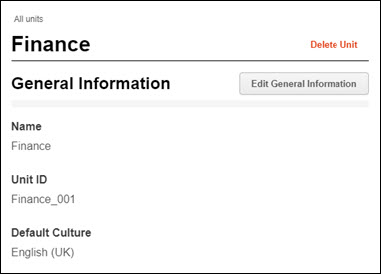 All units
Finance
Delete Unit
General Information
Edit General Information
Name
Finance
Unit ID
Finance_001
Default Culture
English (UK)